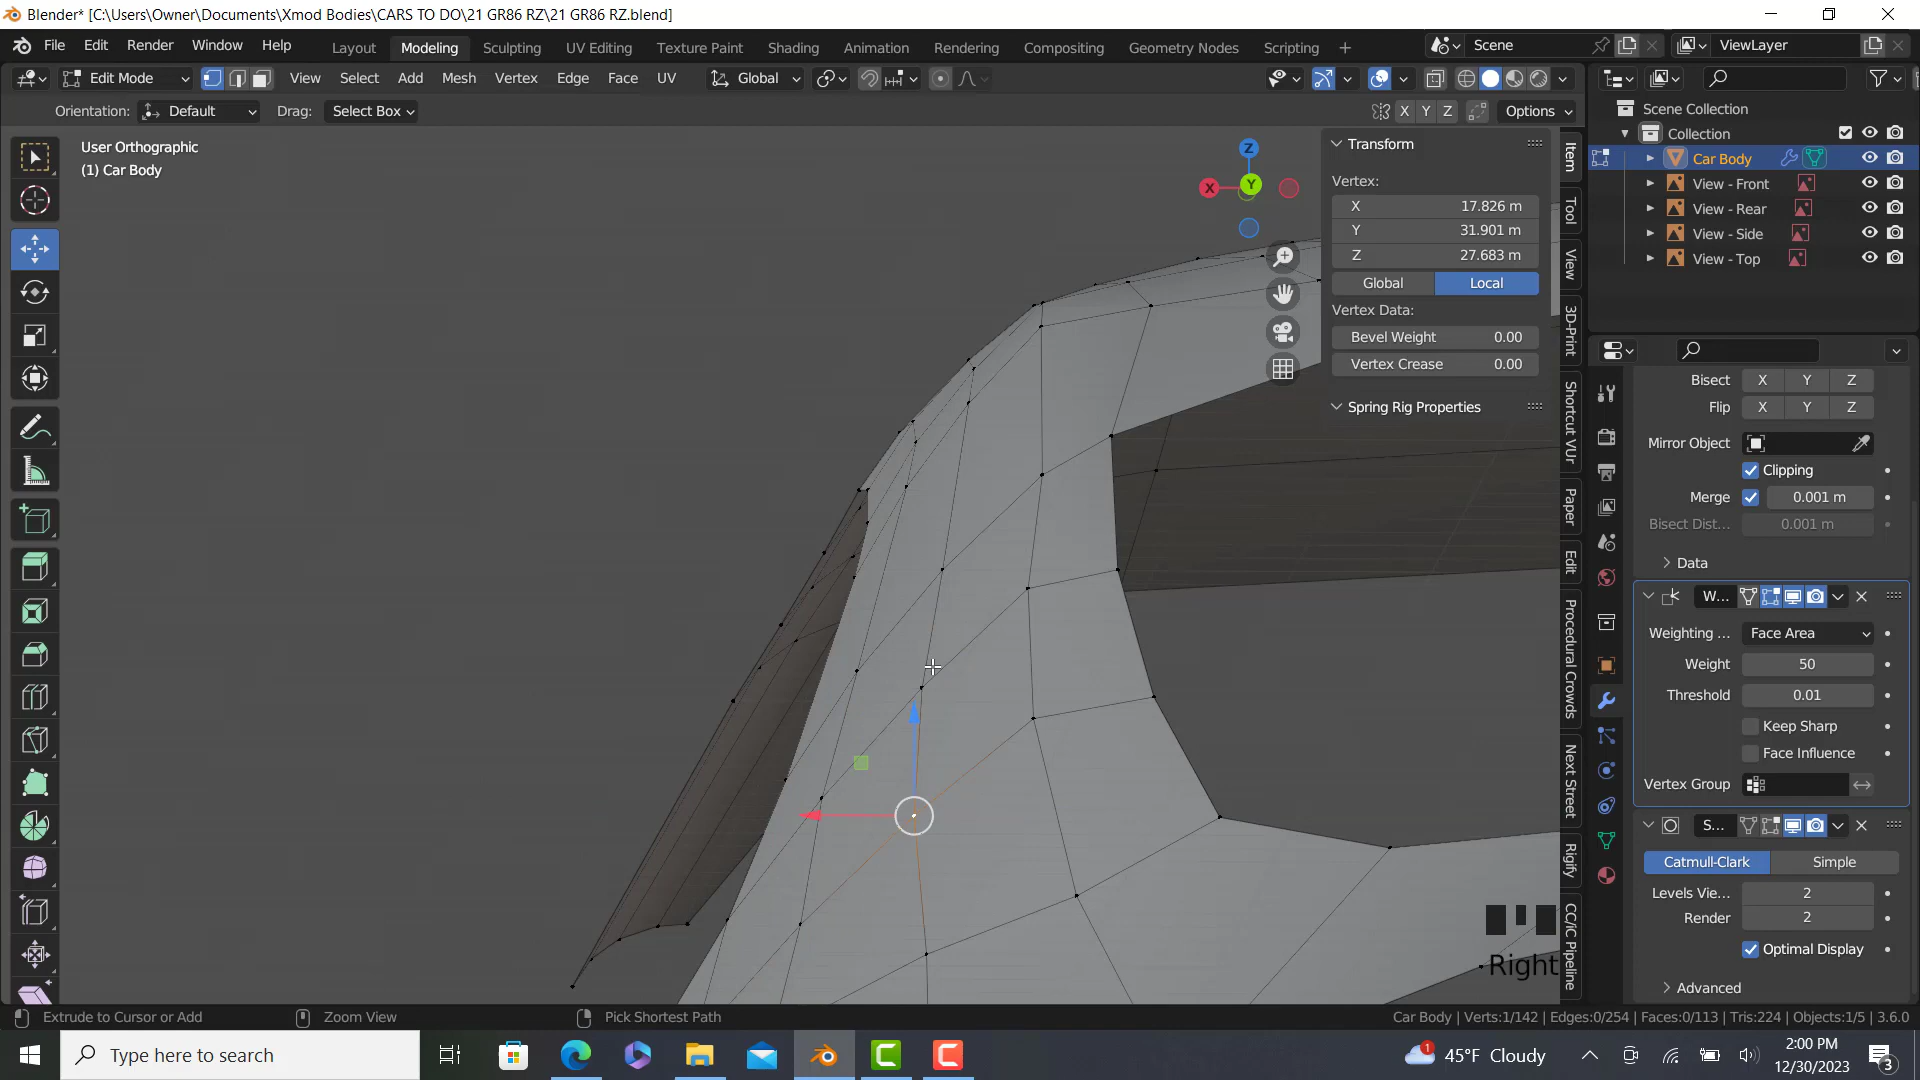 Blender* [C:\Users\Owner\Documents\Xmod Bodies\CARS TO DO\21 GR86 RZ\21 GR86 RZ.blend]
File Edit Render Window Help Layout Modeling Sculpting UV Editing Texture Paint Shading Animation Rendering Compositing Geometry Nodes Scripting + Scene ViewLayer
Edit Mode View Select Add Mesh Vertex Edge Face UV Global
Orientation: Default Drag: Select Box X Y Z Options
User Orthographic
(1) Car Body
Z
X Y
Transform
Vertex:
X 17.826 m
Y 31.901 m
Z 27.683 m
Global Local
Vertex Data:
Bevel Weight 0.00
Vertex Crease 0.00
Spring Rig Properties
Item
Tool
View
3D-Print
Shortcut VUr
Paper
Edit
Procedural Crowds
Next Street
Rigify
CC/iC Pipeline
Scene Collection
Collection
Car Body
View - Front
View - Rear
View - Side
View - Top
Bisect X Y Z
Flip X Y Z
Mirror Object
Clipping
Merge 0.001 m
Bisect Dist... 0.001 m
Data
W...
Weighting ... Face Area
Weight 50
Threshold 0.01
Keep Sharp
Face Influence
Vertex Group
S...
Catmull-Clark Simple
Levels Vie... 2
Render 2
Optimal Display
Advanced
Right
Extrude to Cursor or Add Zoom View Pick Shortest Path Car Body | Verts:1/142 | Edges:0/254 | Faces:0/113 | Tris:224 | Objects:1/5 | 3.6.0
Type here to search 1 45°F Cloudy 2:00 PM
12/30/2023 3